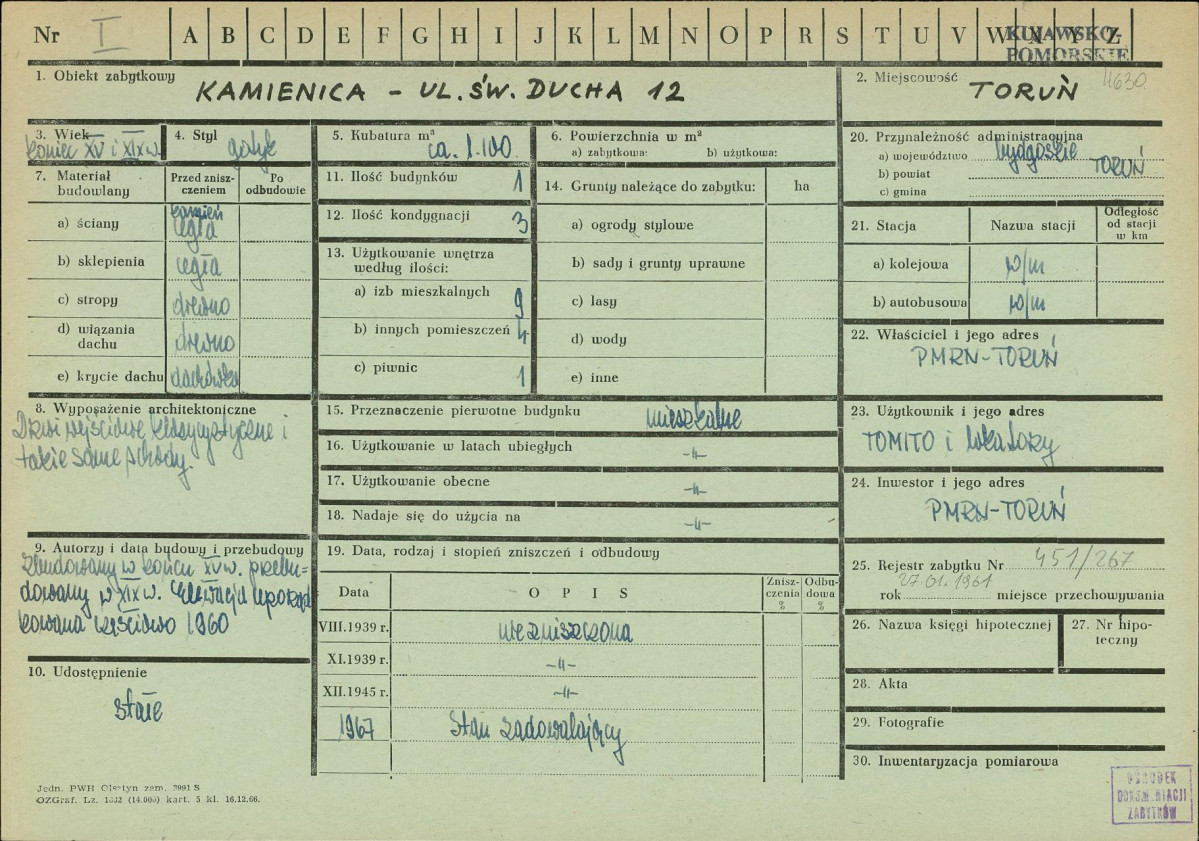 Nr I A B C D E F G H I J K L M N O P R S T U V W X Y Z
KUJAWSKO-
POMORSKIE
4630
1. Obiekt zabytkowy
KAMIENICA - UL. ŚW. DUCHA 12
2. Miejscowość
TORUŃ
3. Wiek
koniec XV i XIX w.
4. Styl
gotyk
5. Kubatura m³
ca. 1.100
6. Powierzchnia w m²
a) zabytkowa: b) użytkowa:
7. Materiał budowlany
Przed znisz-
czeniem
Po
odbudowie
a) ściany kamień
cegła
b) sklepienia cegła
c) stropy drewno
d) wiązania
dachu drewno
e) krycie dachu dachówka
8. Wyposażenie architektoniczne
Drzwi wejściowe klasycystyczne i
takie same schody.
9. Autorzy i data budowy i przebudowy
Zbudowany w końcu XV w. przebu=
dowany w XIX w. Elewacja uporząd
kowana częściowo 1960
10. Udostępnienie
stałe
11. Ilość budynków 1
12. Ilość kondygnacji 3
13. Użytkowanie wnętrza
według ilości:
a) izb mieszkalnych 9
b) innych pomieszczeń 4
c) piwnic 1
14. Grunty należące do zabytku: ha
a) ogrody stylowe
b) sady i grunty uprawne
c) lasy
d) wody
e) inne
15. Przeznaczenie pierwotne budynku mieszkalne
16. Użytkowanie w latach ubiegłych -"-
17. Użytkowanie obecne -"-
18. Nadaje się do użycia na -"-
19. Data, rodzaj i stopień zniszczeń i odbudowy
Data O P I S Znisz-
czenia
% Odbu-
dowa
%
VIII.1939 r. niezniszczona
XI.1939 r. -"-
XII.1945 r. -"-
1967 Stan zadowalający
20. Przynależność administracyjna
a) województwo bydgoskie
b) powiat TORUŃ
c) gmina
21. Stacja Nazwa stacji Odległość
od stacji
w km
a) kolejowa w/m
b) autobusowa w/m
22. Właściciel i jego adres
PMRN-TORUŃ
23. Użytkownik i jego adres
TOMITO i lokatorzy
24. Inwestor i jego adres
PMRN-TORUŃ
25. Rejestr zabytku Nr 451/267
rok 27.01.1961 miejsce przechowywania
26. Nazwa księgi hipotecznej
27. Nr hipo-
teczny
28. Akta
29. Fotografie
30. Inwentaryzacja pomiarowa
OŚRODEK
DOKUMENTACJI
ZABYTKÓW
Jedn. PWH Olsztyn zam. 3991 S
OZGraf. Lz. 1332 (14.000) kart. 5 kl. 16.12.66.